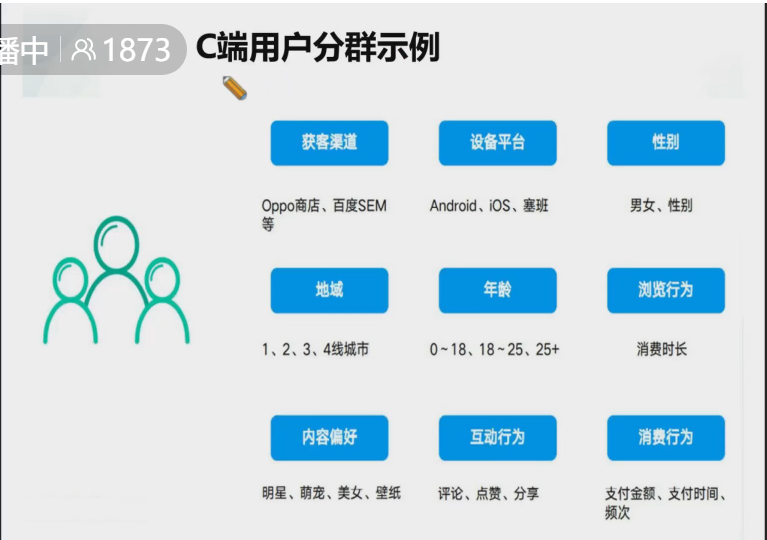 播中 1873
C端用户分群示例
获客渠道
设备平台
性别
Oppo商店、百度SEM
等
Android、iOS、塞班
男女、性别
地域
年龄
浏览行为
1、2、3、4线城市
0~18、18~25、25+
消费时长
内容偏好
互动行为
消费行为
明星、萌宠、美女、壁纸
评论、点赞、分享
支付金额、支付时间、
频次